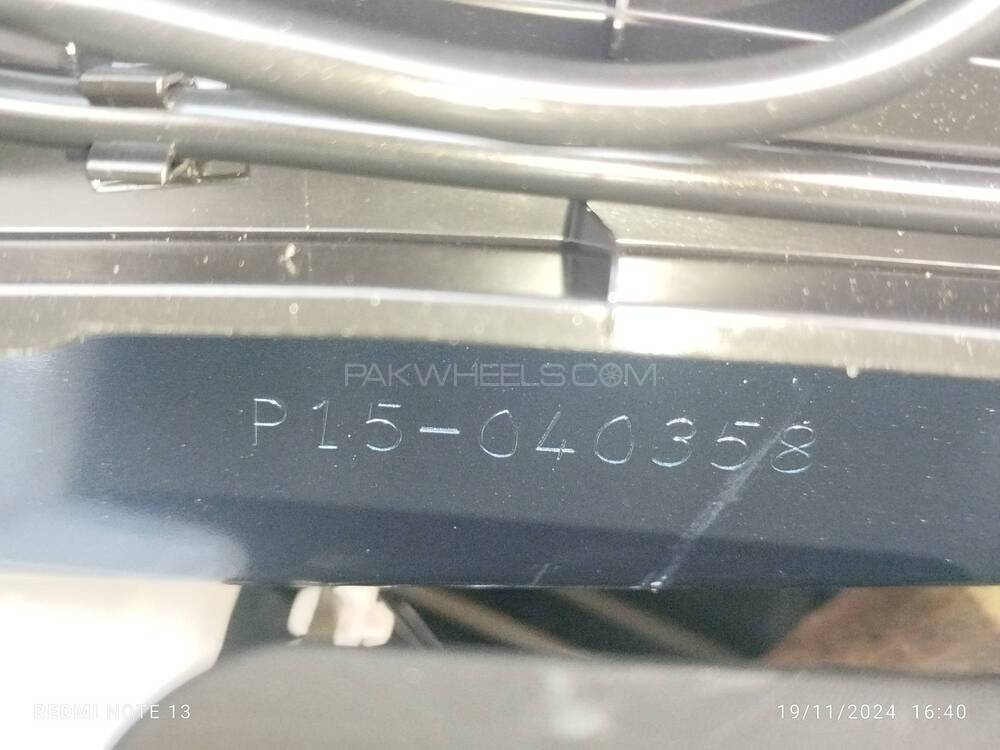 PAKWHEELS.COM
P15-040358
REDMI NOTE 13
19/11/2024 16:40